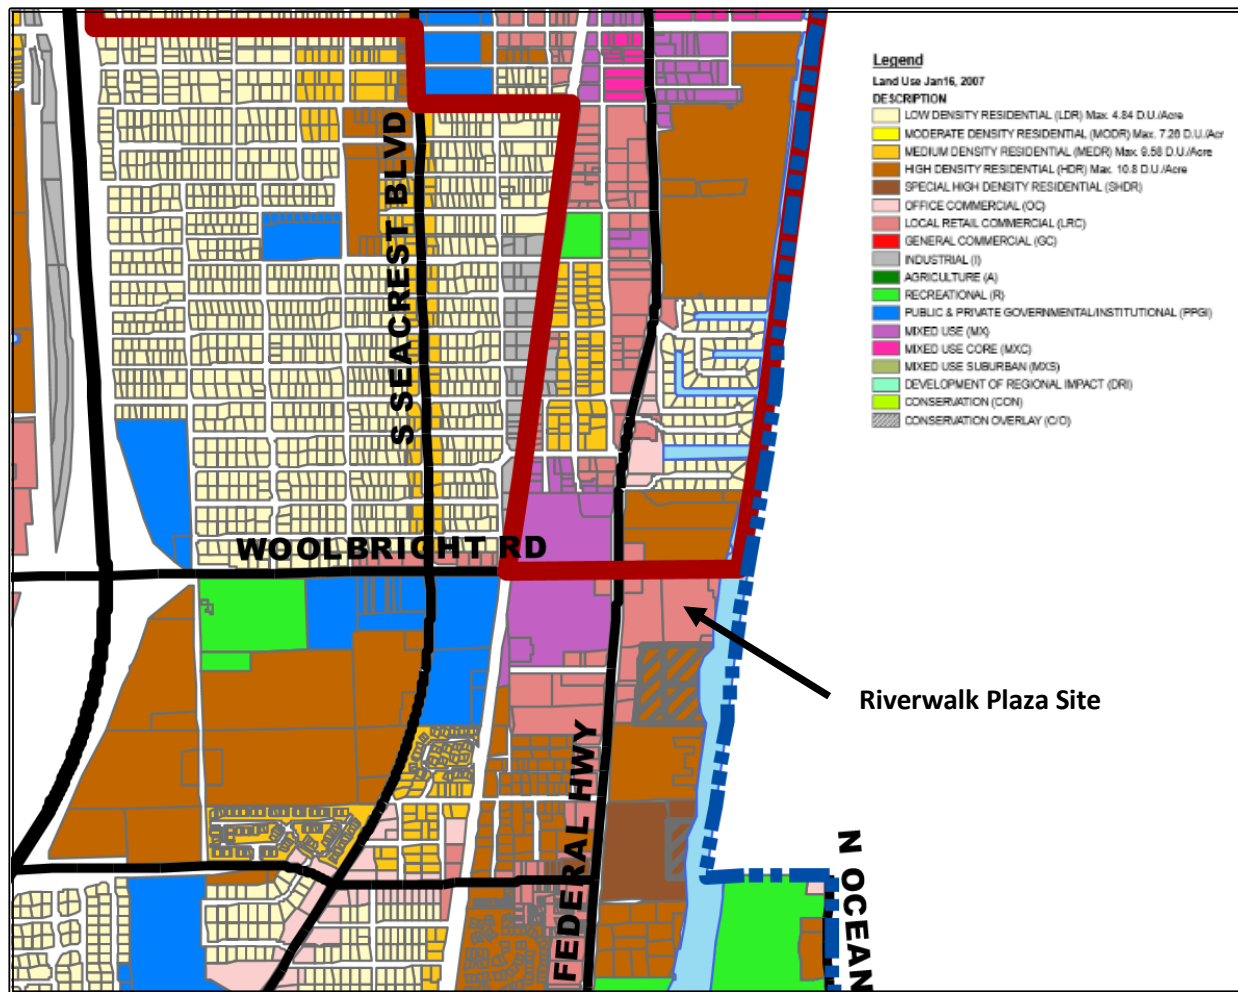 Legend
Land Use Jan16, 2007
DESCRIPTION
LOW DENSITY RESIDENTIAL (LDR) Max. 4.84 D.U./Acre
MODERATE DENSITY RESIDENTIAL (MODR) Max. 7.26 D.U./Acr
MEDIUM DENSITY RESIDENTIAL (MEDR) Max. 9.58 D.U./Acre
HIGH DENSITY RESIDENTIAL (HDR) Max. 10.8 D.U./Acre
SPECIAL HIGH DENSITY RESIDENTIAL (SHDR)
OFFICE COMMERCIAL (OC)
LOCAL RETAIL COMMERCIAL (LRC)
GENERAL COMMERCIAL (GC)
INDUSTRIAL (I)
AGRICULTURE (A)
RECREATIONAL (R)
PUBLIC & PRIVATE GOVERNMENTAL/INSTITUTIONAL (PPGI)
MIXED USE (MX)
MIXED USE CORE (MXC)
MIXED USE SUBURBAN (MXS)
DEVELOPMENT OF REGIONAL IMPACT (DRI)
CONSERVATION (CON)
CONSERVATION OVERLAY (C/O)
S SEACREST BLVD
WOOLBRIGHT RD
Riverwalk Plaza Site
FEDERAL HWY
N OCEAN